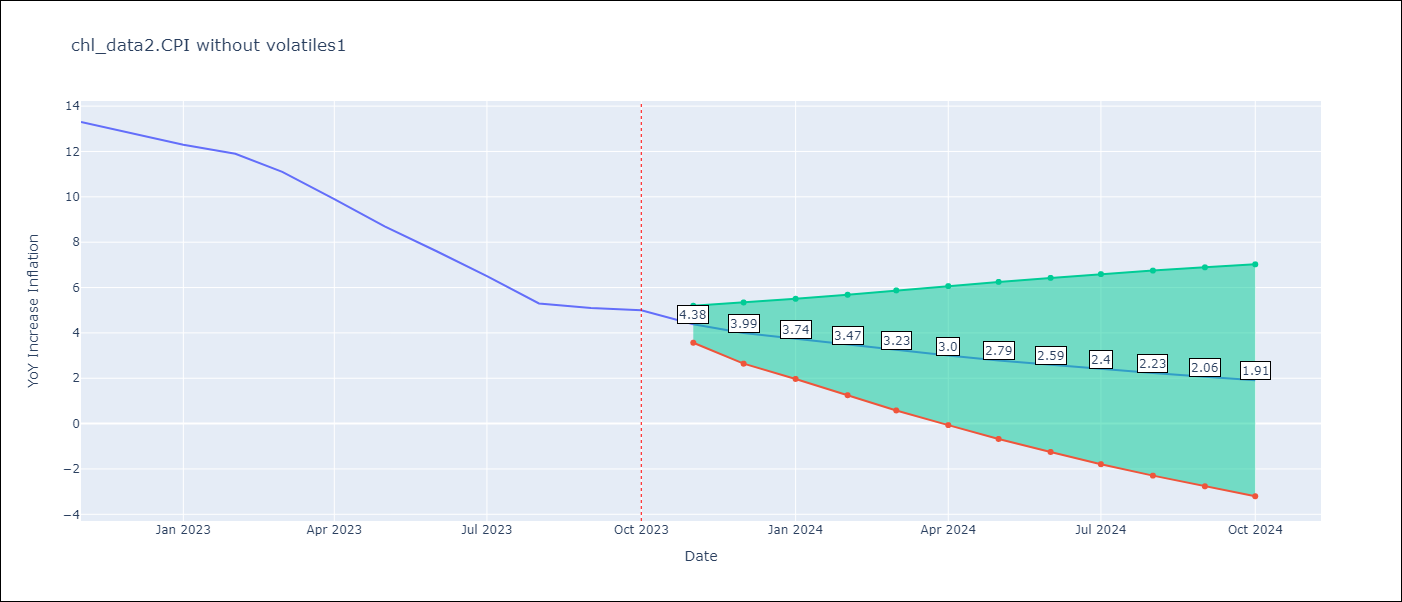 chl_data2.CPI without volatiles1
YoY Increase Inflation
14
12
10
8
6
4
2
0
−2
−4
4.38
3.99
3.74
3.47
3.23
3.0
2.79
2.59
2.4
2.23
2.06
1.91
Jan 2023
Apr 2023
Jul 2023
Oct 2023
Jan 2024
Apr 2024
Jul 2024
Oct 2024
Date